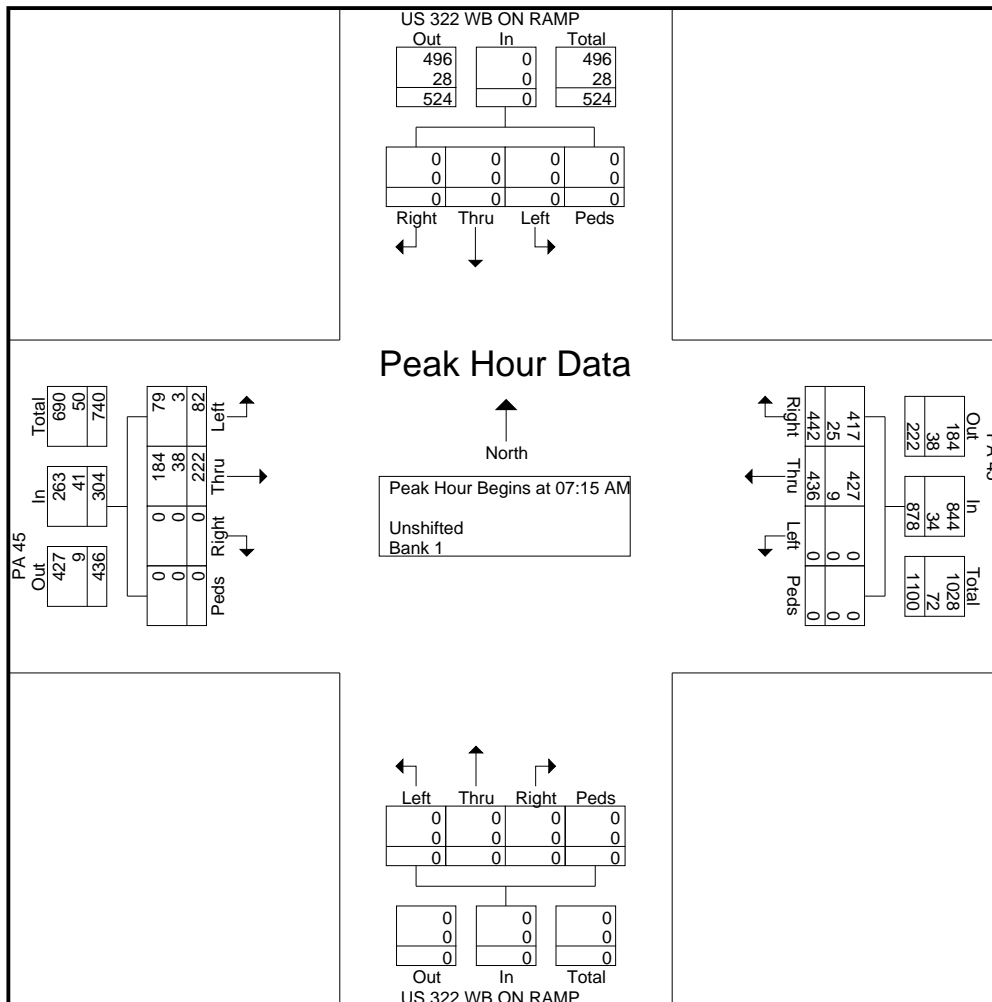 US 322 WB ON RAMP
Out In Total
496 0 496
28 0 28
524 0 524
0 0 0 0
0 0 0 0
0 0 0 0
Right Thru Left Peds
Peak Hour Data
North
Peak Hour Begins at 07:15 AM
Unshifted
Bank 1
PA 45
Total In Out
690 263 427
50 41 9
740 304 436
79 184 0 0
3 38 0 0
82 222 0 0
Left Thru Right Peds
Right Thru Left Peds
442 436 0 0
25 9 0 0
417 427 0 0
Out In Total
184 844 1028
38 34 72
222 878 1100
Left Thru Right Peds
0 0 0 0
0 0 0 0
0 0 0 0
0 0 0
0 0 0
0 0 0
Out In Total
US 322 WB ON RAMP